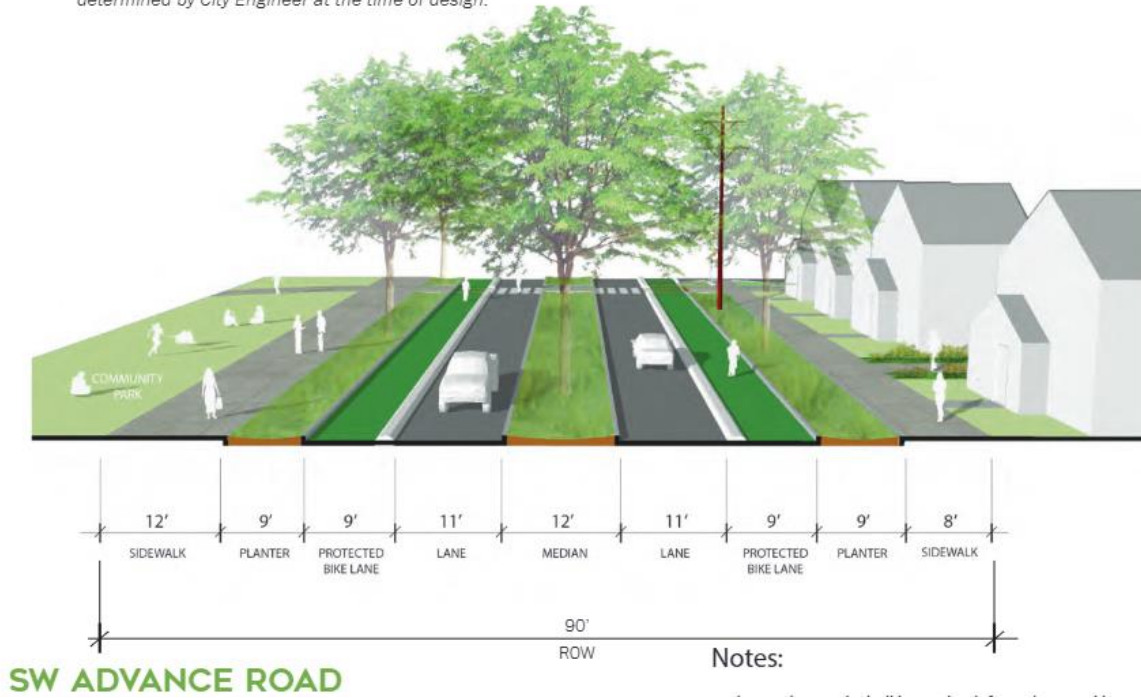 determined by City Engineer at the time of design.
COMMUNITY
PARK
12' 9' 9' 11' 12' 11' 9' 9' 8'
SIDEWALK PLANTER PROTECTED BIKE LANE LANE MEDIAN LANE PROTECTED BIKE LANE PLANTER SIDEWALK
90'
ROW
Notes:
SW ADVANCE ROAD